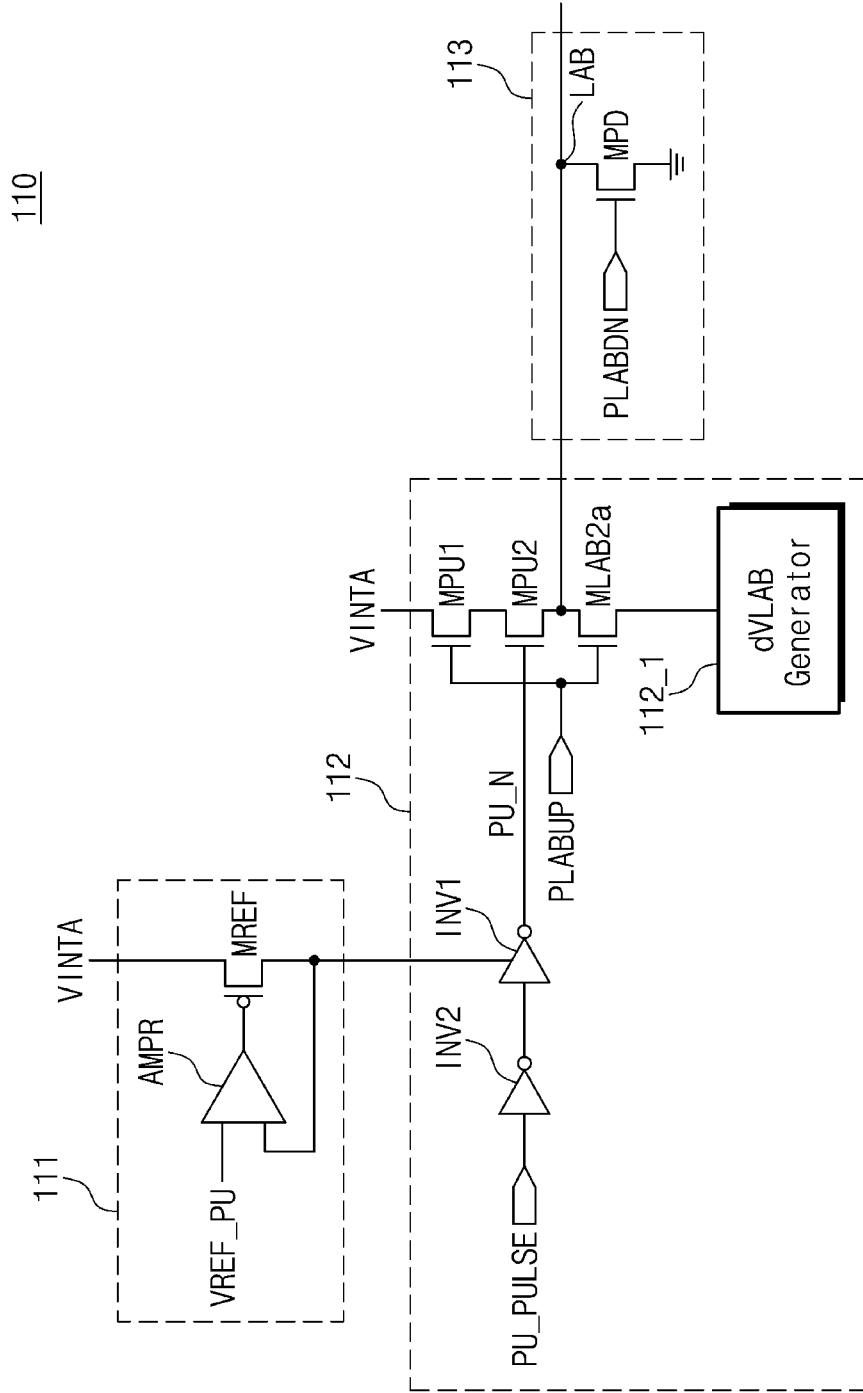 110
111
VREF_PU
AMPR
VINTA
MREF
112
PU_PULSE
INV2
INV1
PU_N
PLABUP
VINTA
MPU1
MPU2
MLAB2a
112_1
dVLAB
Generator
113
LAB
PLABDN
MPD